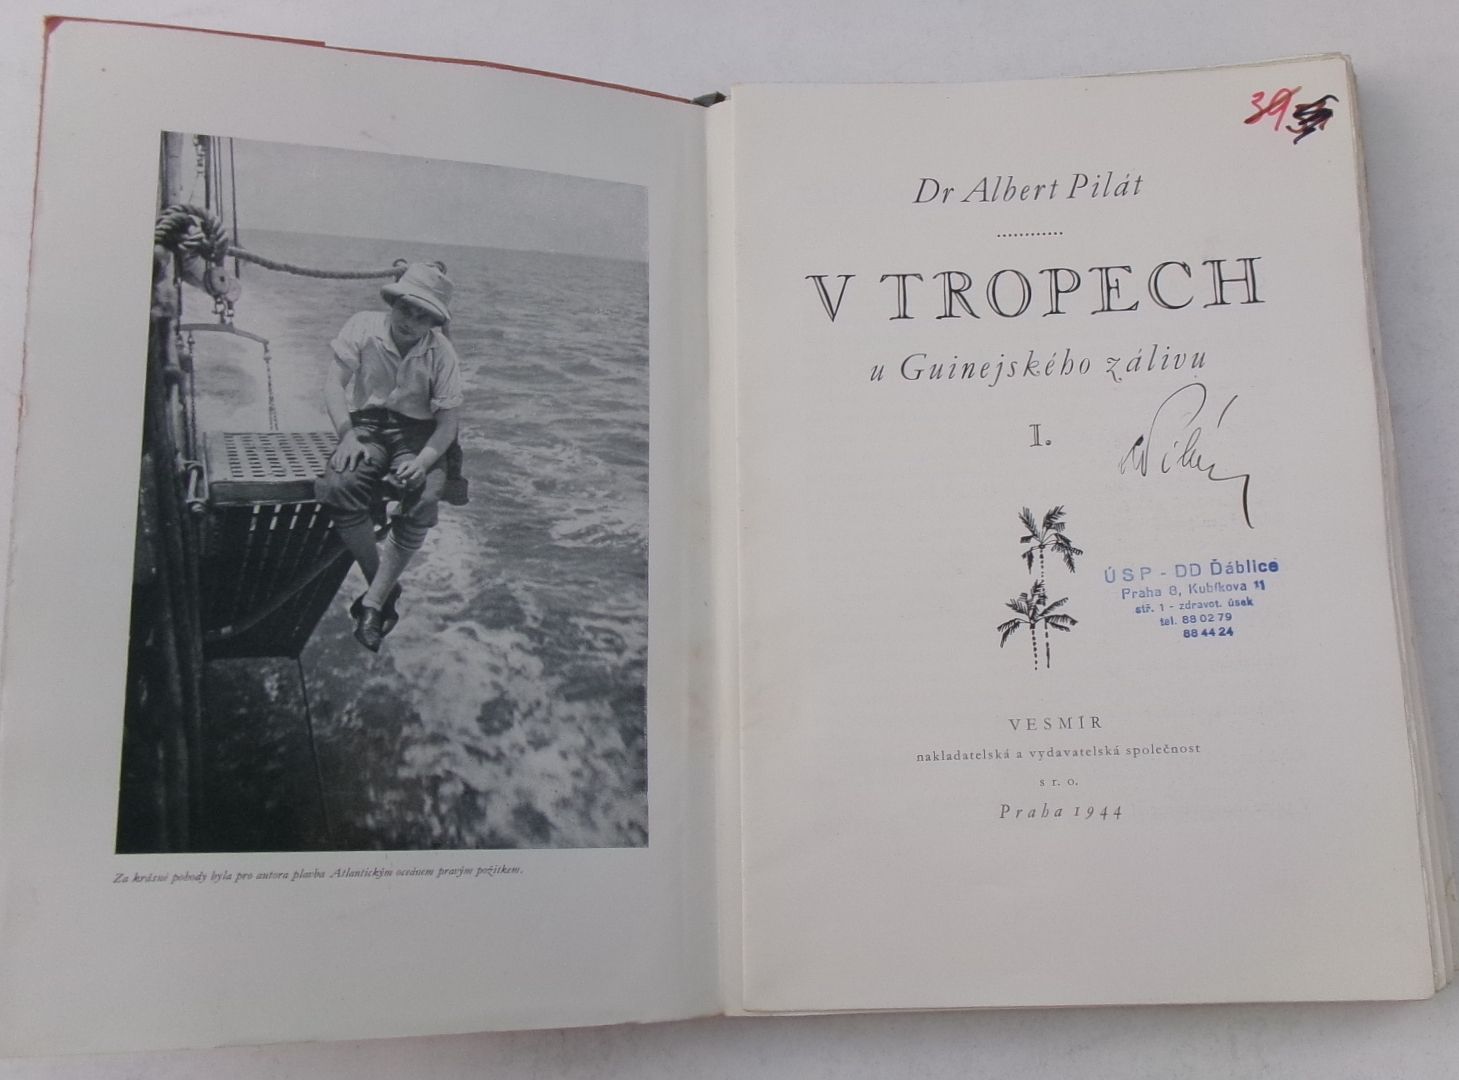 Za krásné pohody byla pro autora plavba Atlantickým oceánem pravým požitkem.
39
Dr Albert Pilát
V TROPECH
u Guinejského zálivu
I.
ÚSP - DD Ďáblice
Praha 8, Kubíkova 11
stř. 1 - zdravot. úsek
tel. 88 02 79
88 44 24
VESMÍR
nakladatelská a vydavatelská společnost
s r. o.
Praha 1944